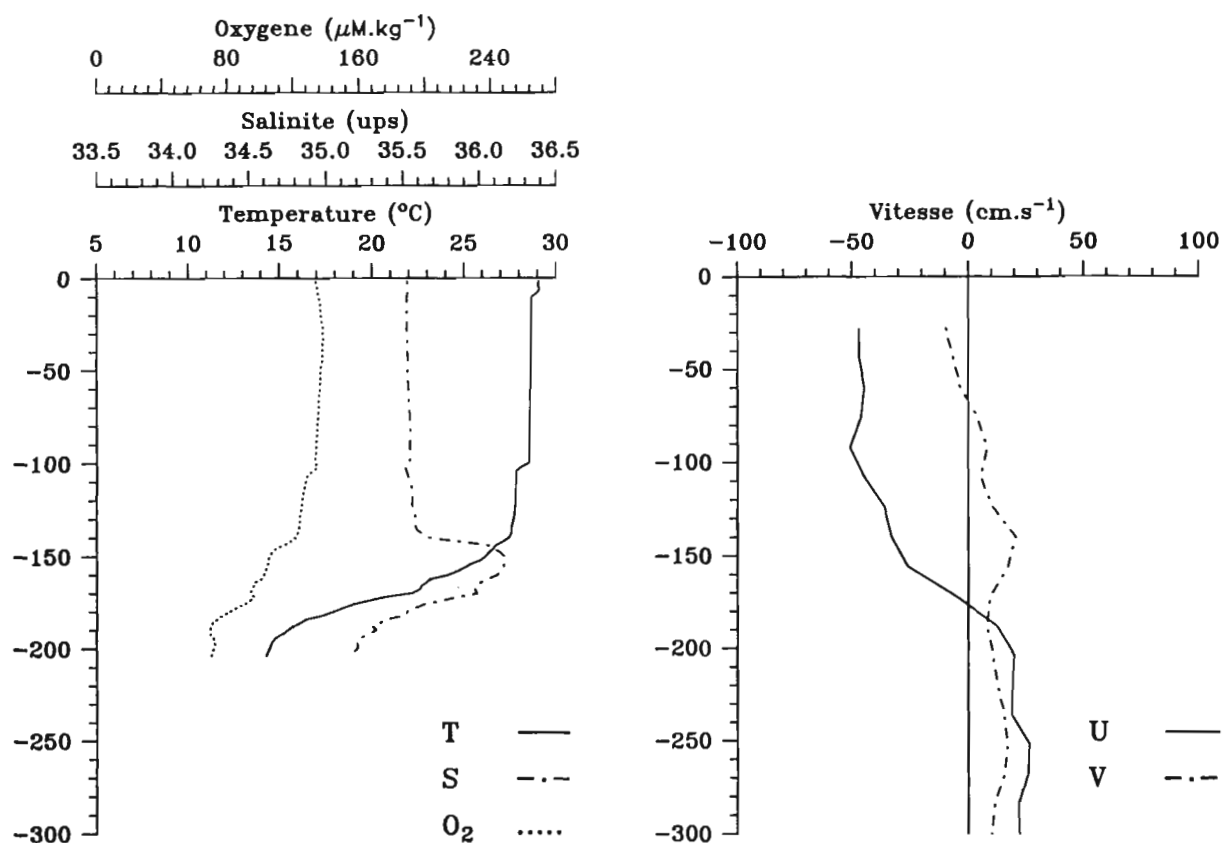 Oxygene (μM.kg⁻¹)
0 80 160 240
Salinite (ups)
33.5 34.0 34.5 35.0 35.5 36.0 36.5
Temperature (°C)
5 10 15 20 25 30
0
-50
-100
-150
-200
-250
-300
T
S
O₂
Vitesse (cm.s⁻¹)
-100 -50 0 50 100
0
-50
-100
-150
-200
-250
-300
U
V